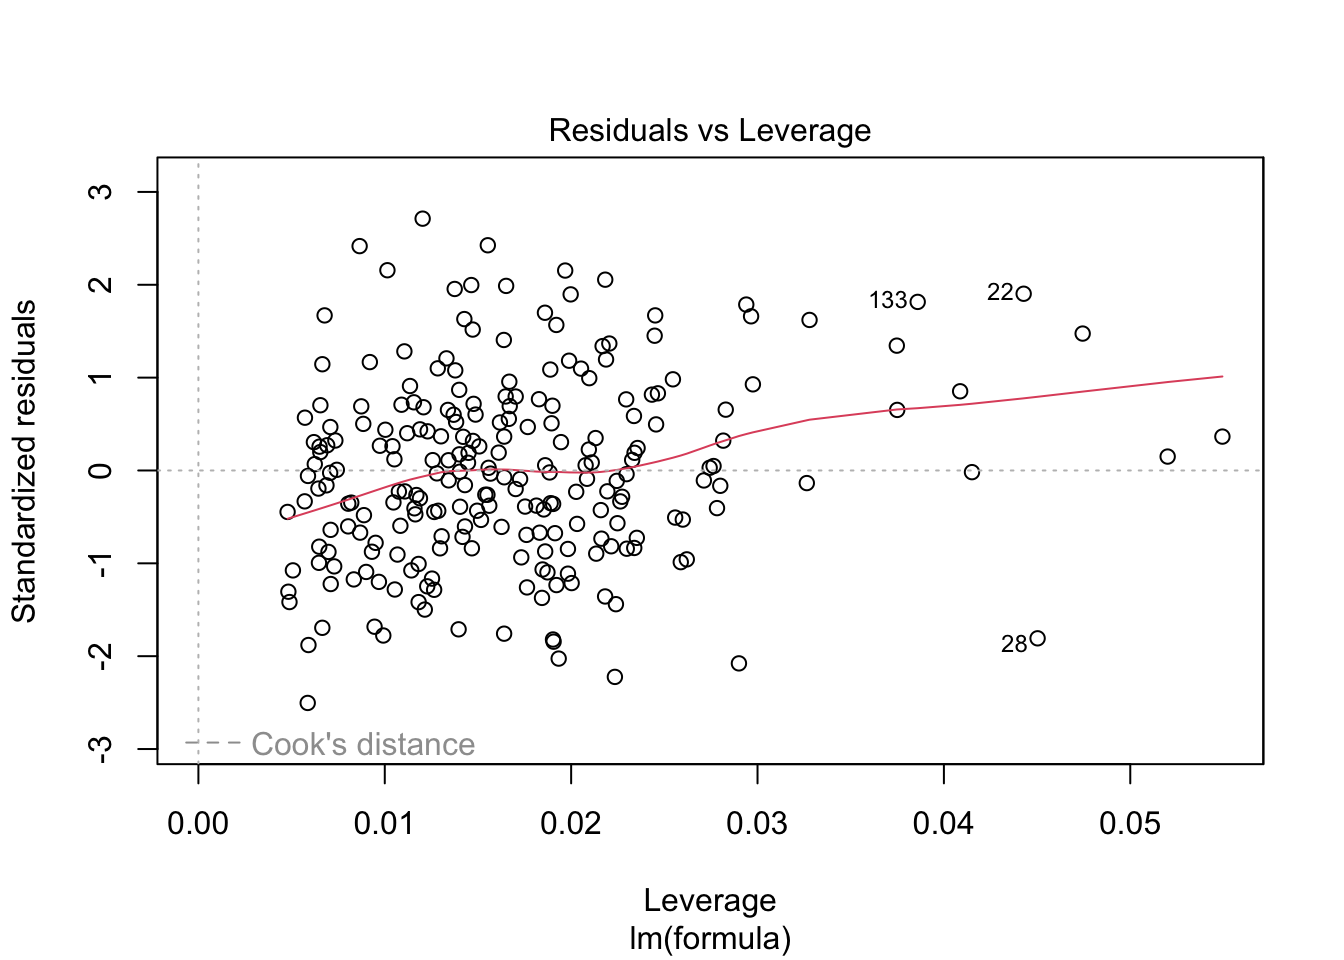 Residuals vs Leverage
Standardized residuals
3
2
1
0
-1
-2
-3
133
22
28
Cook's distance
0.00 0.01 0.02 0.03 0.04 0.05
Leverage
lm(formula)